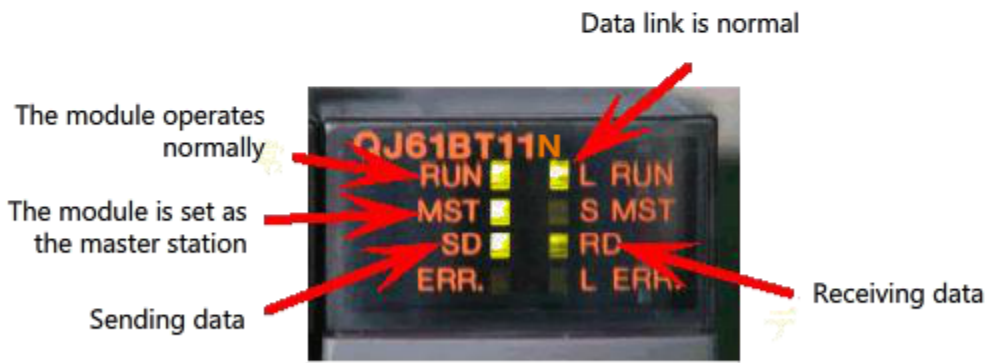 Data link is normal
The module operates
normally
QJ61BT11N
RUN L RUN
The module is set as
the master station
MST S MST
SD RD
ERR. L ERR.
Sending data
Receiving data